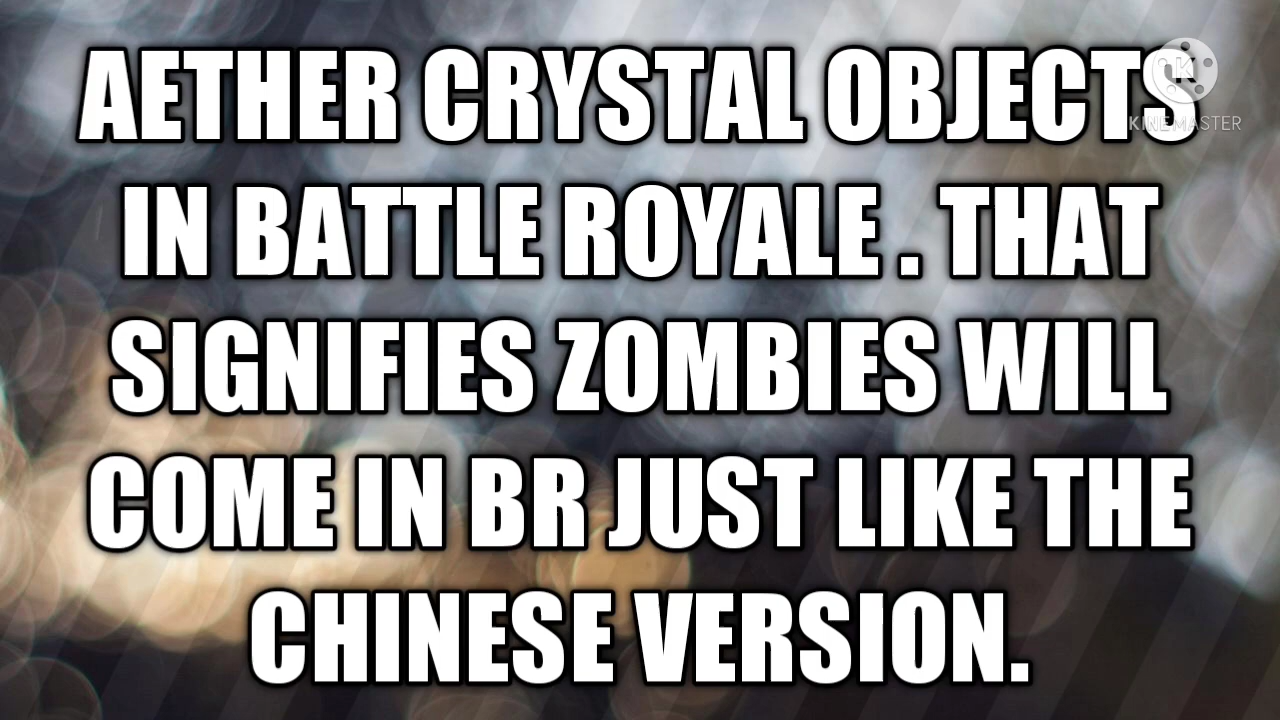 AETHER CRYSTAL OBJECTS
IN BATTLE ROYALE . THAT
SIGNIFIES ZOMBIES WILL
COME IN BR JUST LIKE THE
CHINESE VERSION.
K
KINEMASTER